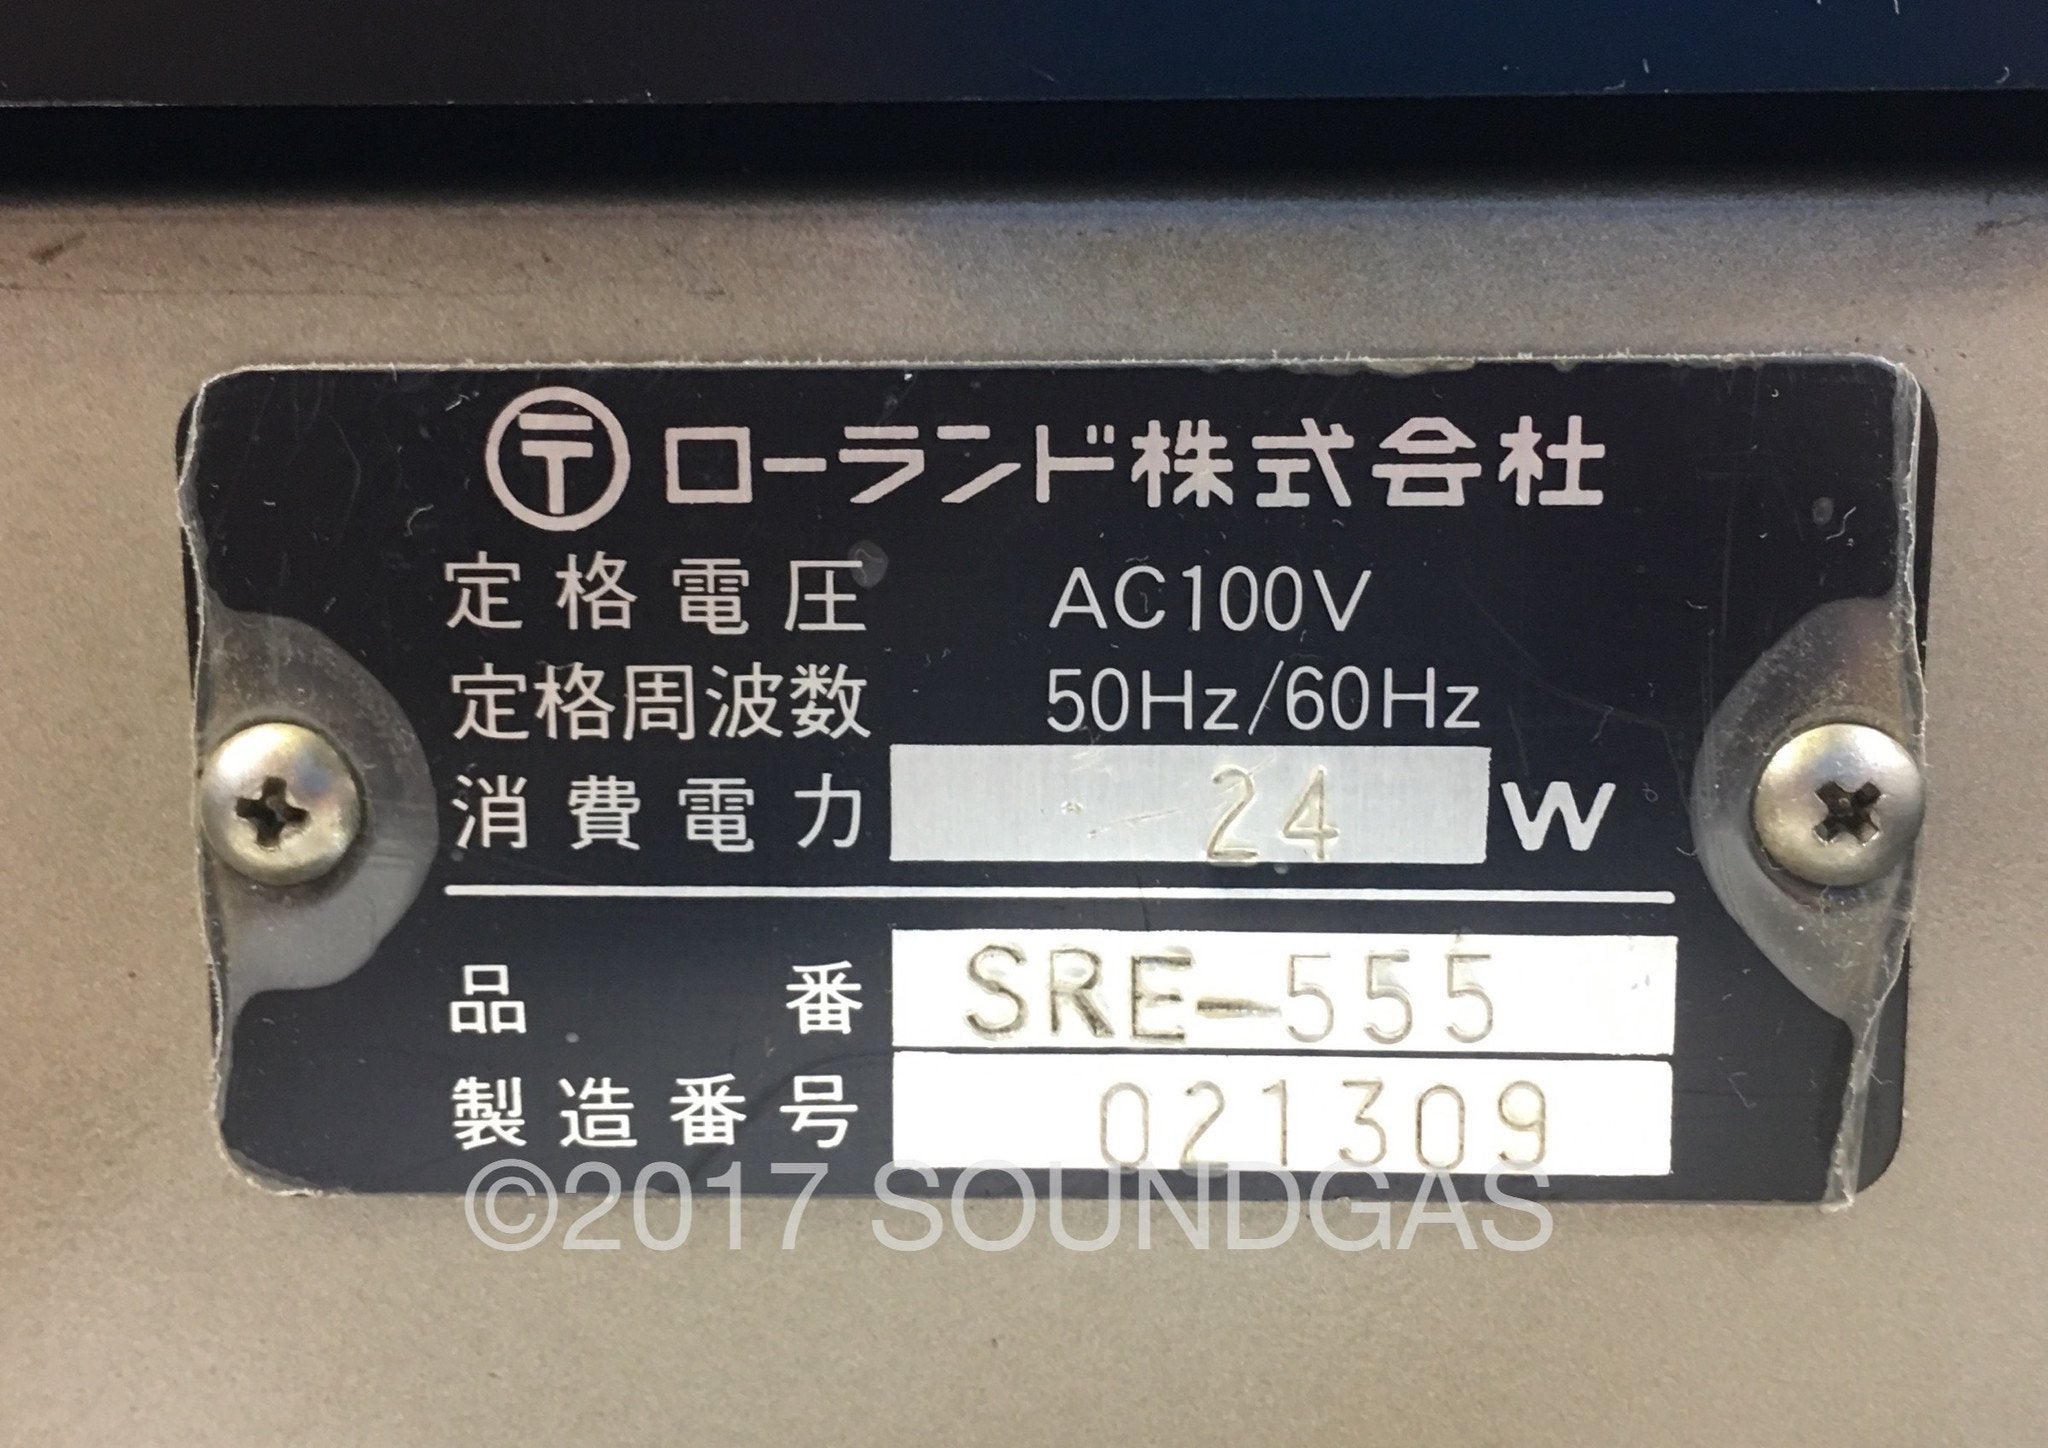 〒 ローランド株式会社
定格電圧 AC100V
定格周波数 50Hz/60Hz
消費電力 24 W
品番 SRE-555
製造番号 021309
©2017 SOUNDGAS